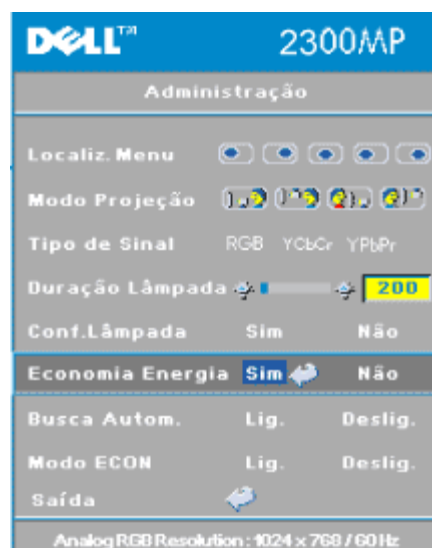 DELL™ 2300MP
Administração
Localiz. Menu
Modo Projeção
Tipo de Sinal RGB YCbCr YPbPr
Duração Lâmpada 200
Conf.Lâmpada Sim Não
Economia Energia Sim Não
Busca Autom. Lig. Deslig.
Modo ECON Lig. Deslig.
Saída
Analog RGB Resolution : 1024 x 768 / 60 Hz